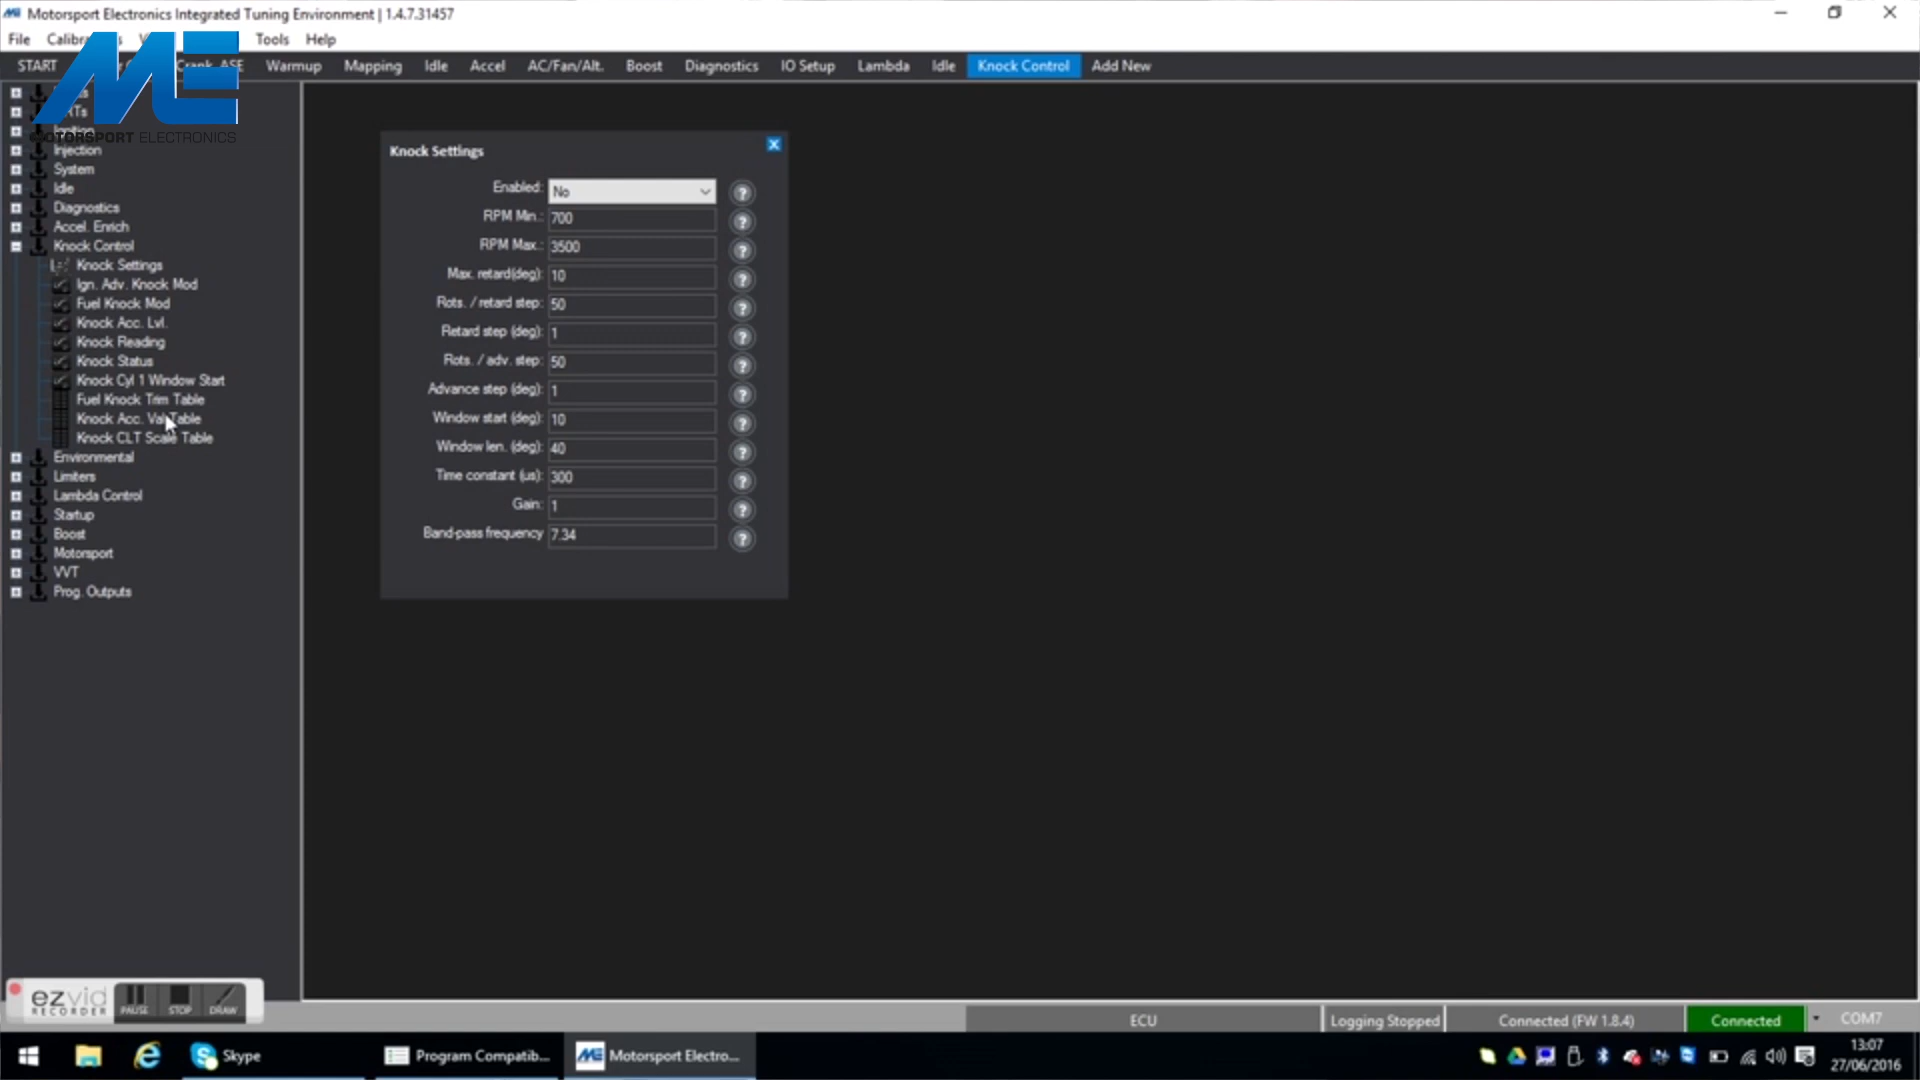 Motorsport Electronics Integrated Tuning Environment | 1.4.7.31457
File Tools Help
START Crank ASE Warmup Mapping Idle Accel AC/Fan/Alt. Boost Diagnostics IO Setup Lambda Idle Knock Control Add New
ME
MOTORSPORT ELECTRONICS
Ignition
Injection
System
Idle
Diagnostics
Accel. Enrich
Knock Control
Knock Settings
Ign. Adv. Knock Mod
Fuel Knock Mod
Knock Acc. Lvl.
Knock Reading
Knock Status
Knock Cyl 1 Window Start
Fuel Knock Trim Table
Knock Acc. Val Table
Knock CLT Scale Table
Environmental
Limiters
Lambda Control
Startup
Boost
Motorsport
VVT
Prog. Outputs
Knock Settings
Enabled: No
RPM Min.: 700
RPM Max.: 3500
Max. retard(deg): 10
Rots. / retard step: 50
Retard step (deg): 1
Rots. / adv. step: 50
Advance step (deg): 1
Window start (deg): 10
Window len. (deg): 40
Time constant (us): 300
Gain: 1
Band-pass frequency 7.34
ezvid
RECORDER
PAUSE STOP DRAW
ECU Logging Stopped Connected (FW 1.8.4) Connected COM7
Skype Program Compatib... Motorsport Electro...
13:07
27/06/2016